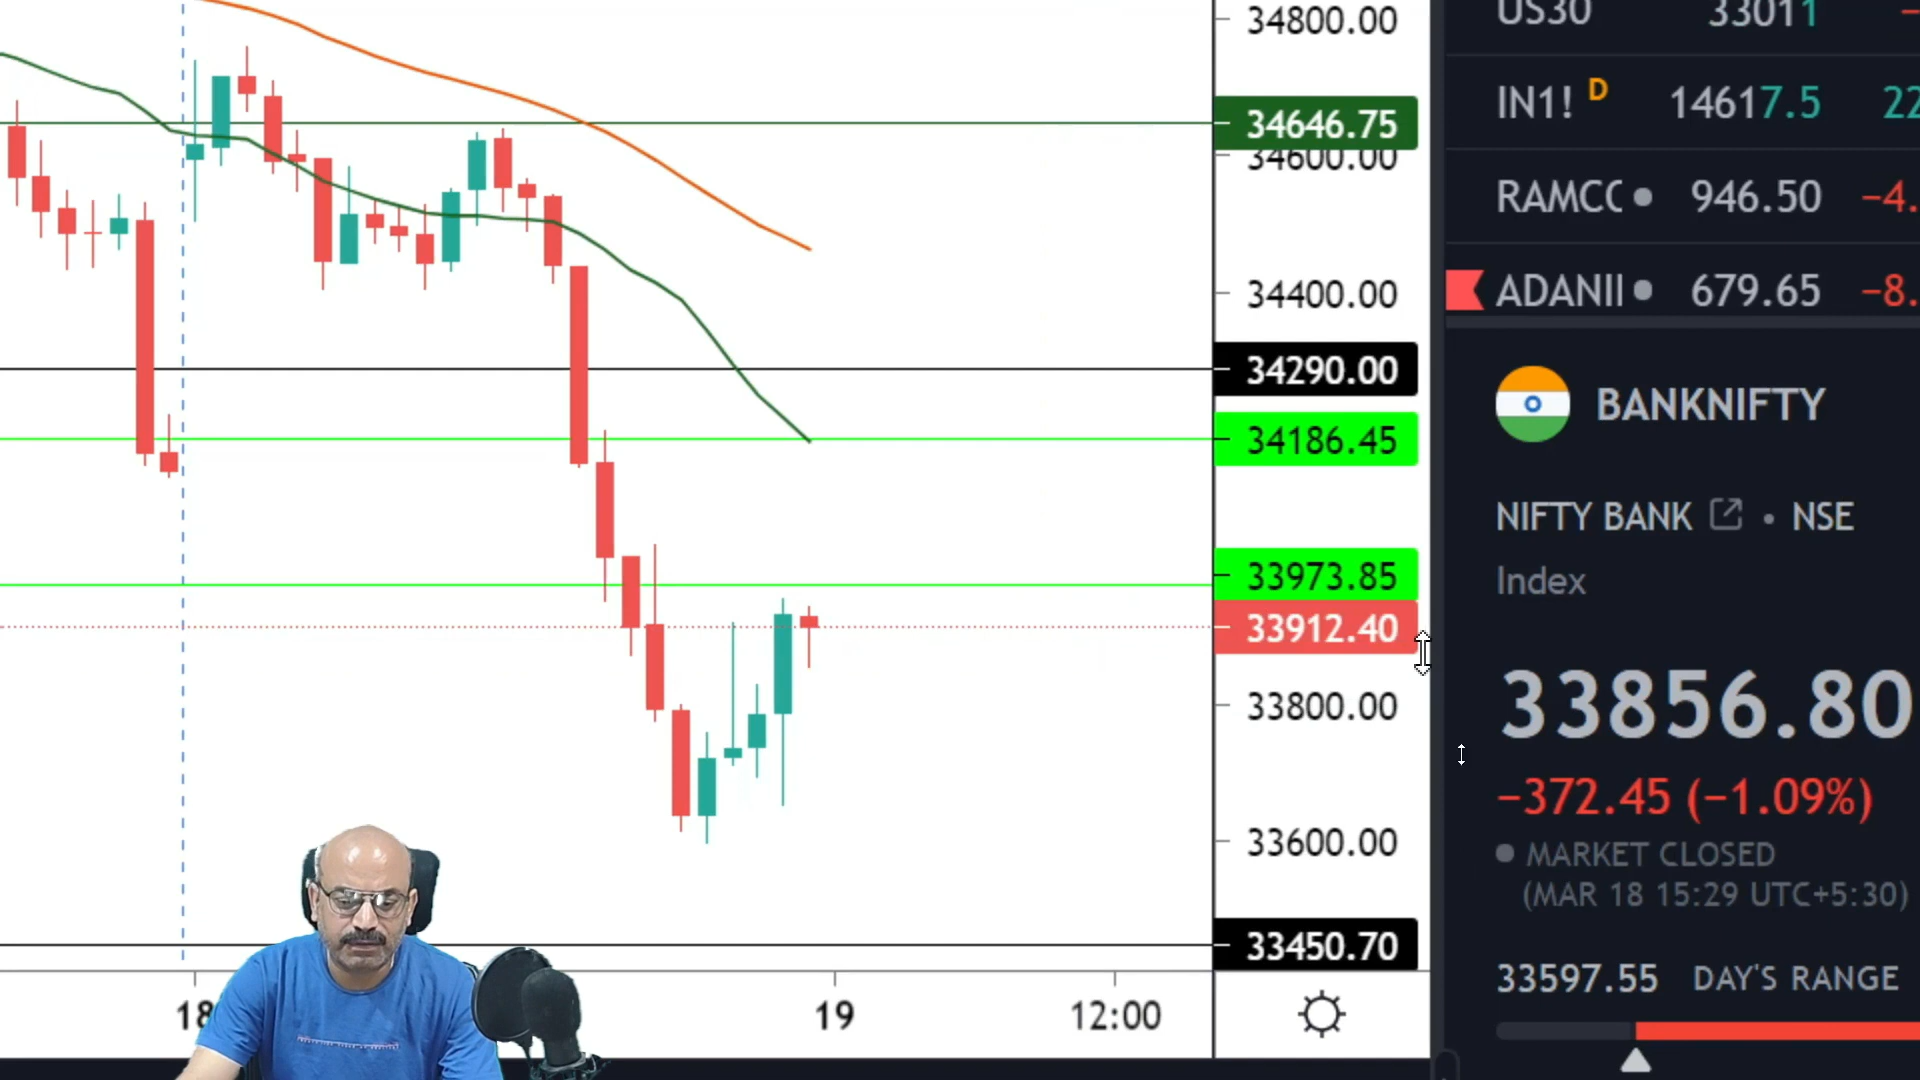 34800.00
34646.75
34600.00
34400.00
34290.00
34186.45
33973.85
33912.40
33800.00
33600.00
33450.70
19
12:00
US30 33011
IN1! D 14617.5 22
RAMCC 946.50 −4.
ADANII 679.65 −8.
BANKNIFTY
NIFTY BANK • NSE
Index
33856.80
−372.45 (−1.09%)
MARKET CLOSED
(MAR 18 15:29 UTC+5:30)
33597.55 DAY'S RANGE